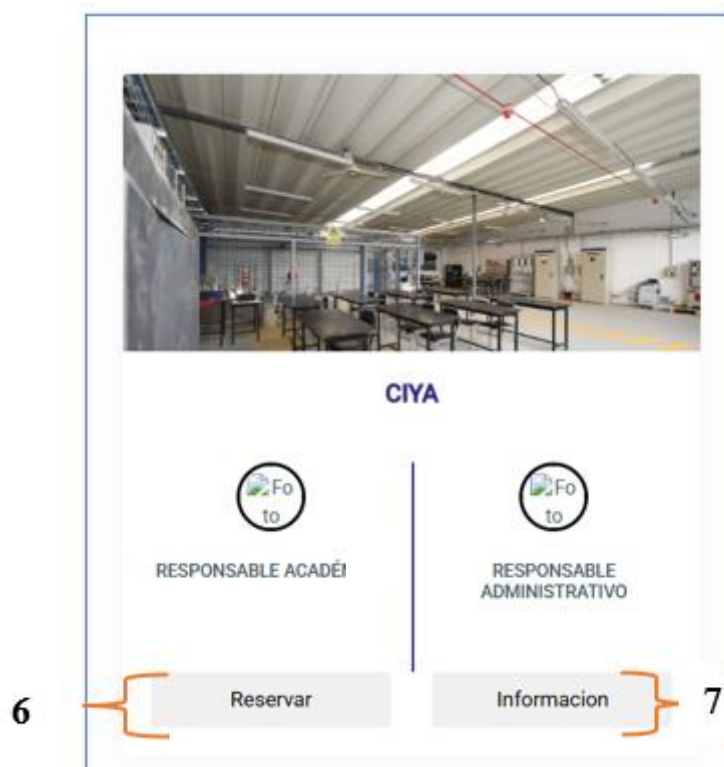 CIYA
Fo
to
Fo
to
RESPONSABLE ACADÉ
RESPONSABLE
ADMINISTRATIVO
6
Reservar
Informacion
7